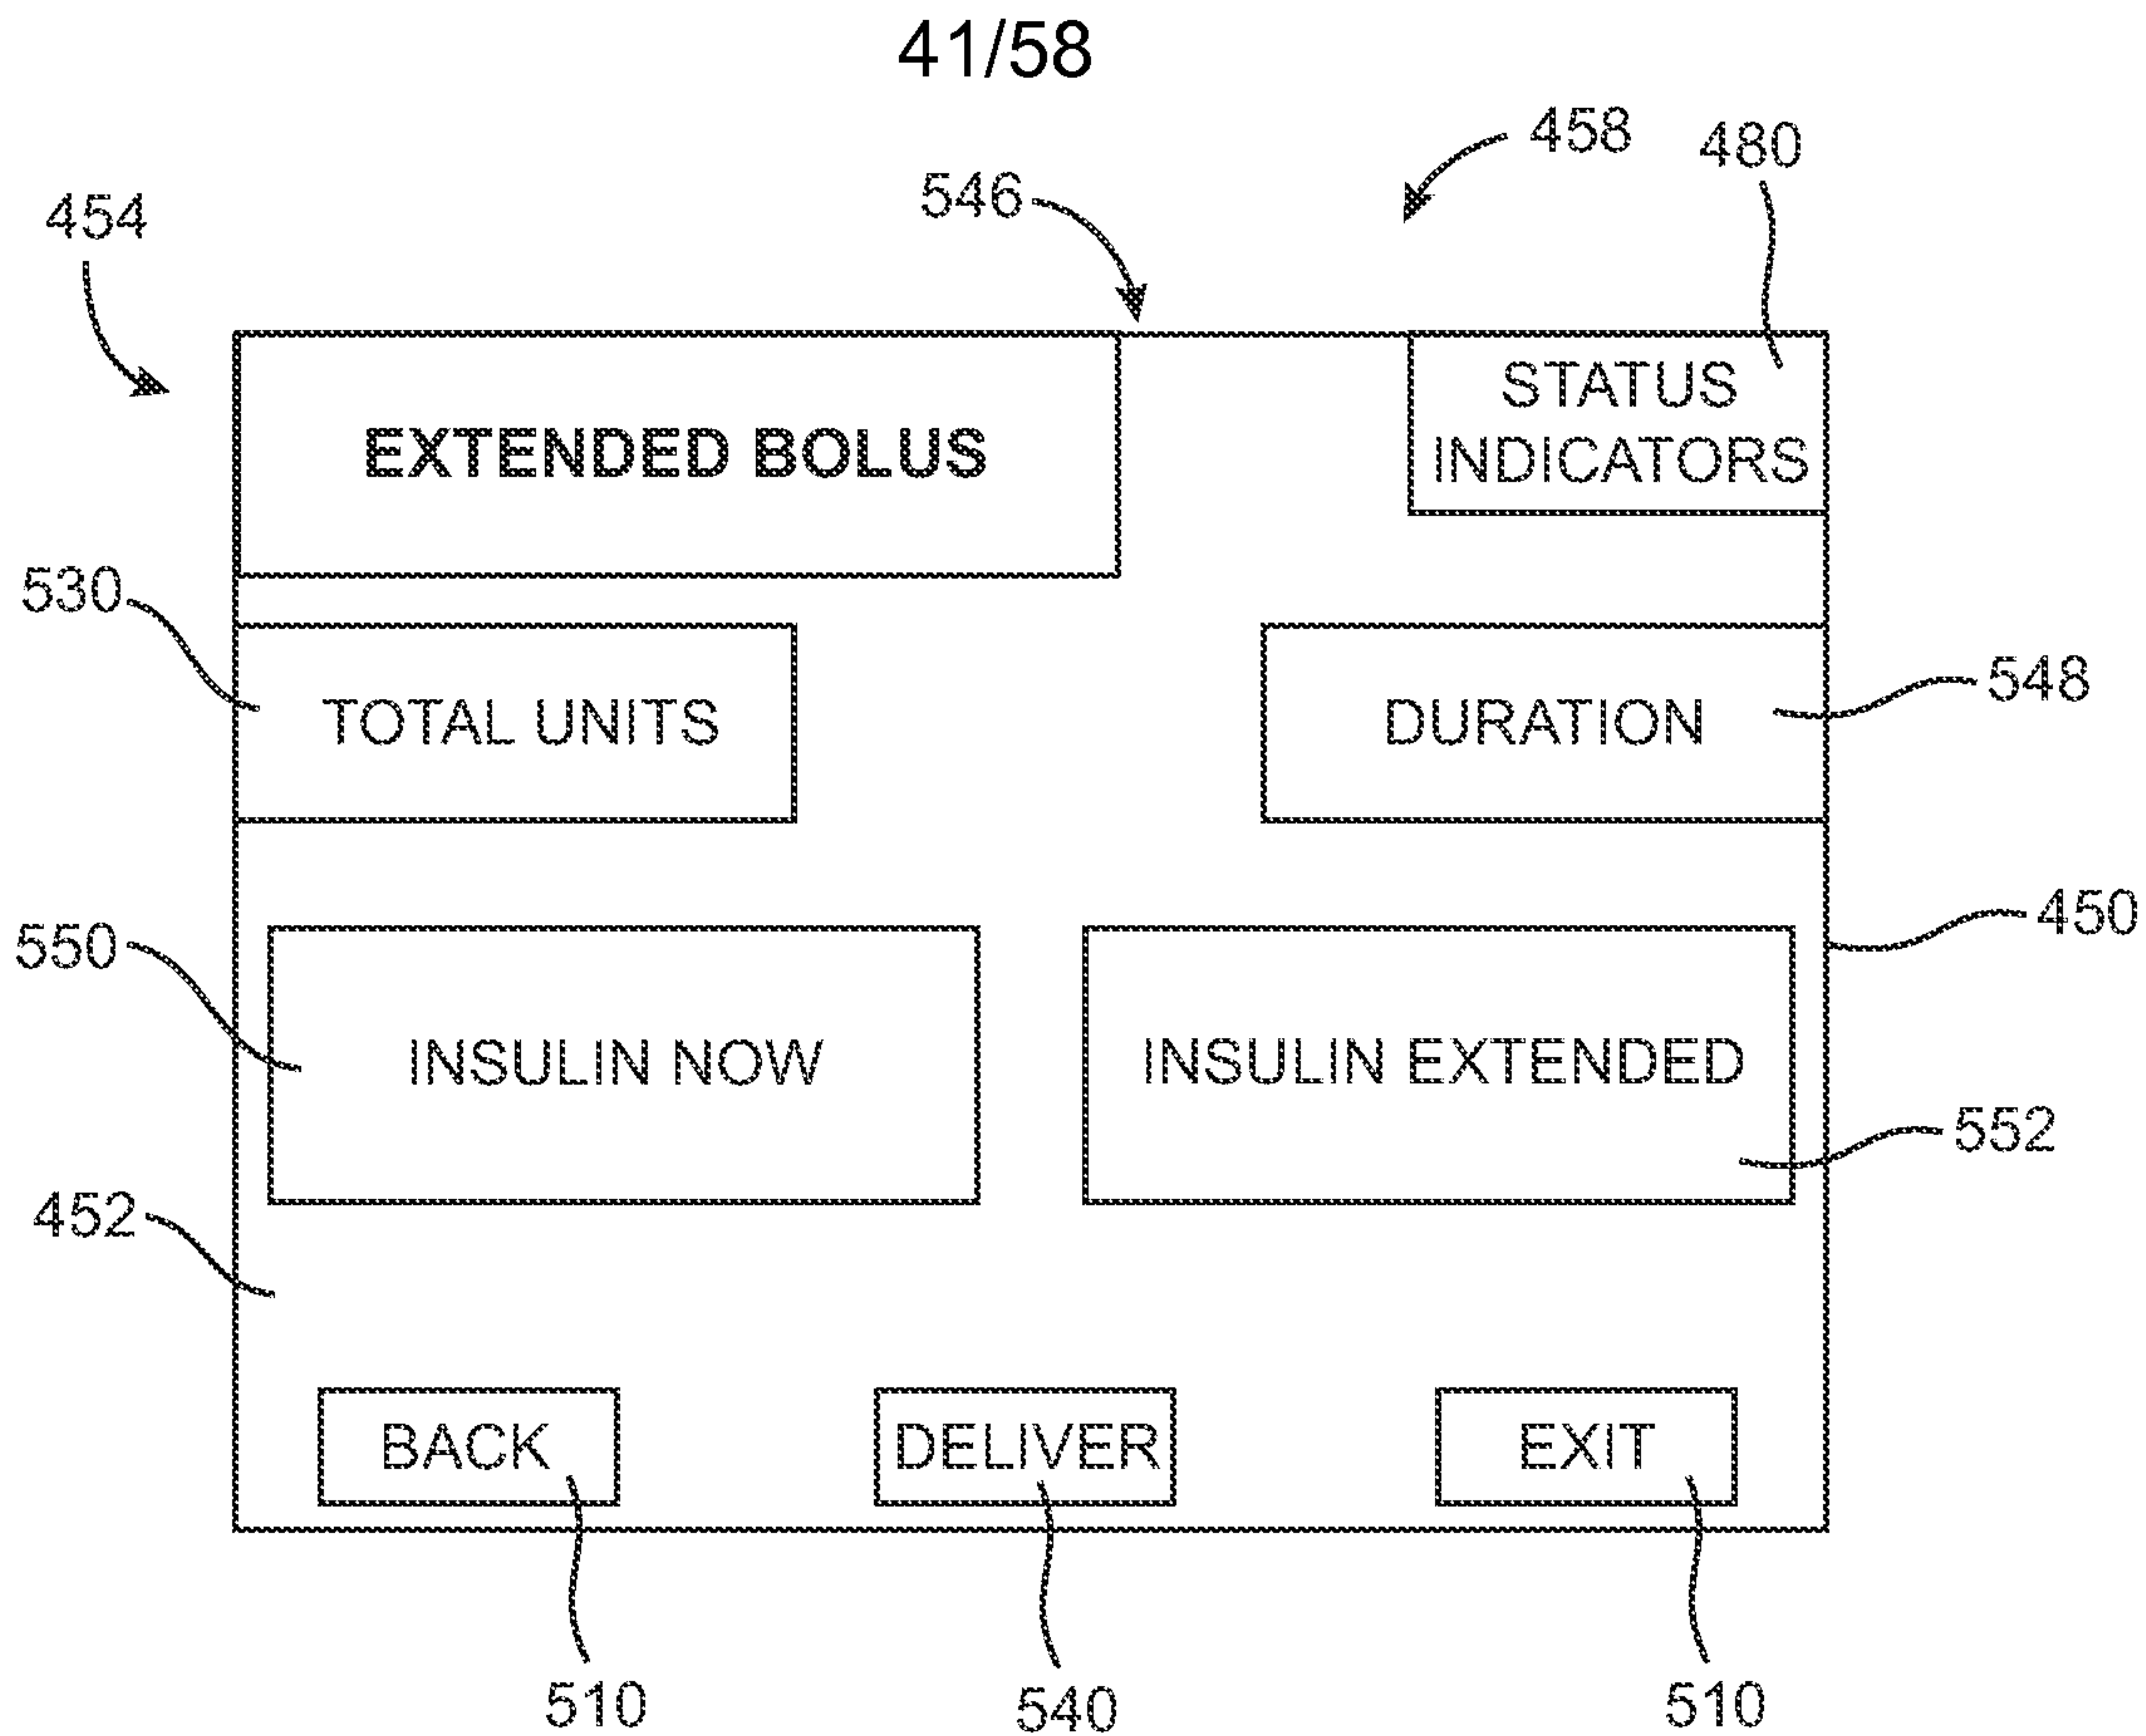 41/58
458
480
546
454
STATUS
INDICATORS
EXTENDED BOLUS
530
TOTAL UNITS
DURATION
548
450
550
INSULIN NOW
INSULIN EXTENDED
552
452
BACK
DELIVER
EXIT
510
540
510